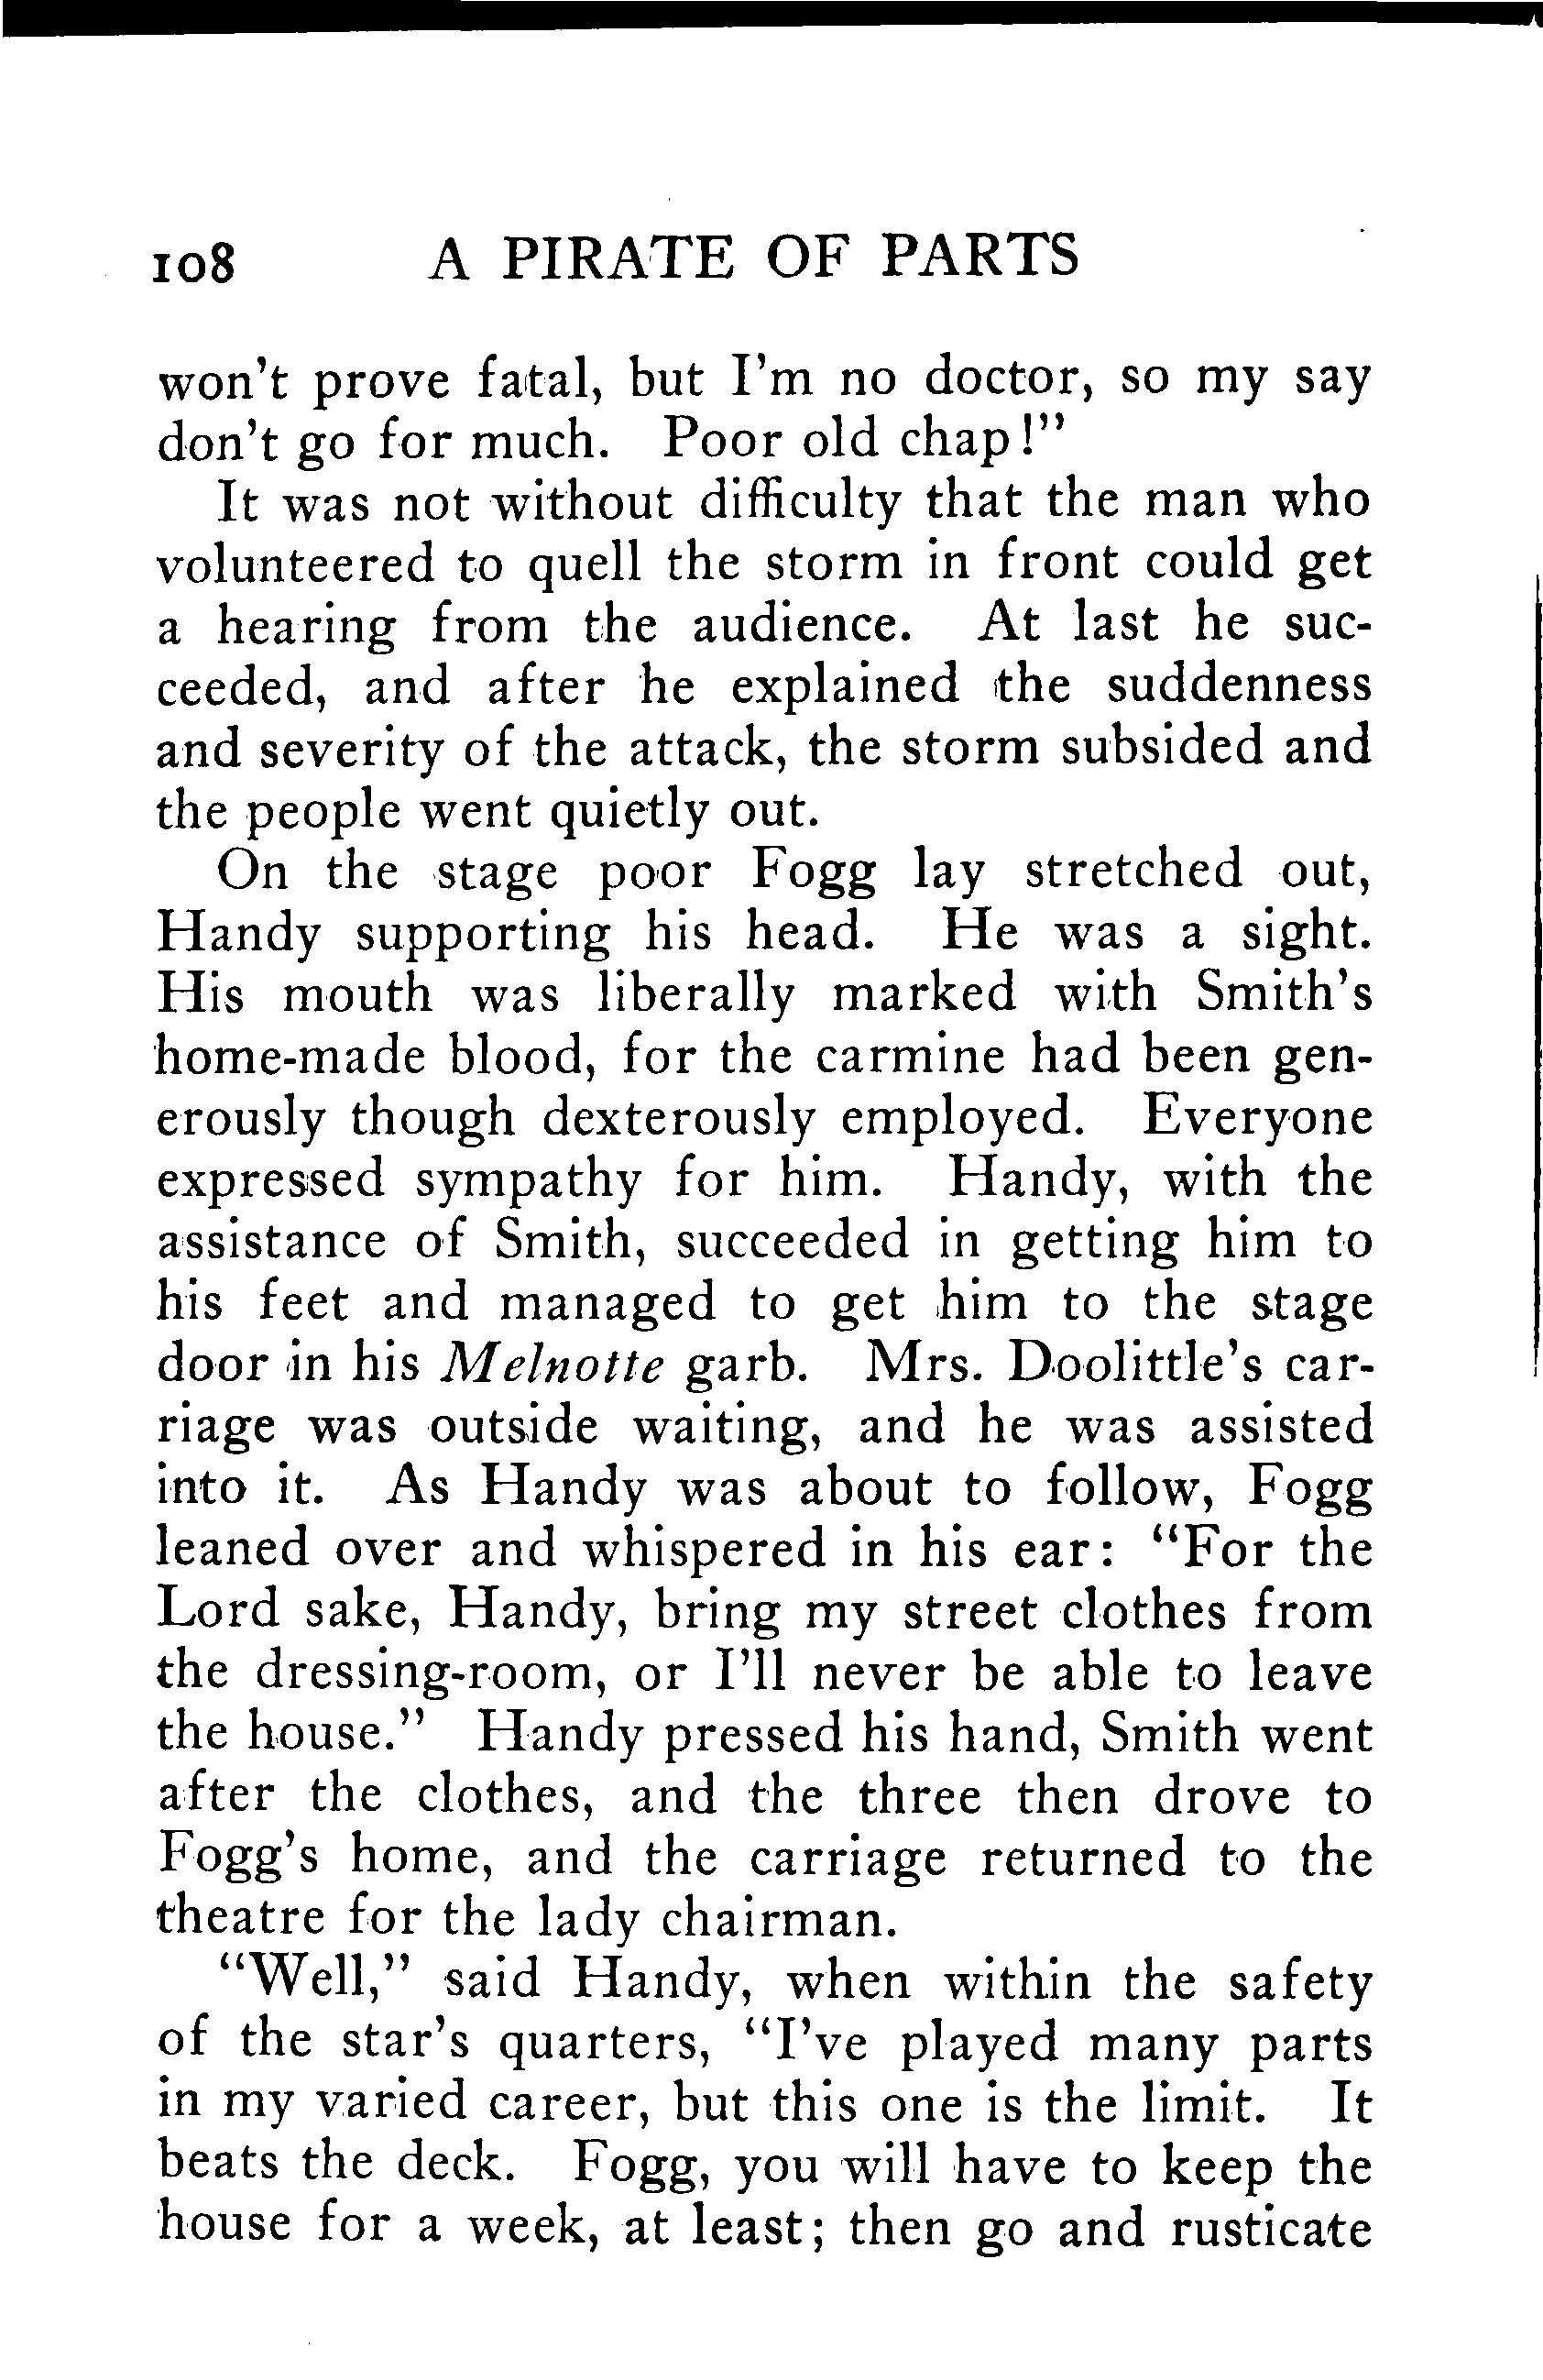 108 A PIRATE OF PARTS
won't prove fatal, but I'm no doctor, so my say
don't go for much. Poor old chap!"
It was not without difficulty that the man who
volunteered to quell the storm in front could get
a hearing from the audience. At last he suc-
ceeded, and after he explained the suddenness
and severity of the attack, the storm subsided and
the people went quietly out.
On the stage poor Fogg lay stretched out,
Handy supporting his head. He was a sight.
His mouth was liberally marked with Smith's
home-made blood, for the carmine had been gen-
erously though dexterously employed. Everyone
expressed sympathy for him. Handy, with the
assistance of Smith, succeeded in getting him to
his feet and managed to get him to the stage
door in his Melnotte garb. Mrs. Doolittle's car-
riage was outside waiting, and he was assisted
into it. As Handy was about to follow, Fogg
leaned over and whispered in his ear: "For the
Lord sake, Handy, bring my street clothes from
the dressing-room, or I'll never be able to leave
the house." Handy pressed his hand, Smith went
after the clothes, and the three then drove to
Fogg's home, and the carriage returned to the
theatre for the lady chairman.
"Well," said Handy, when within the safety
of the star's quarters, "I've played many parts
in my varied career, but this one is the limit. It
beats the deck. Fogg, you will have to keep the
house for a week, at least; then go and rusticate